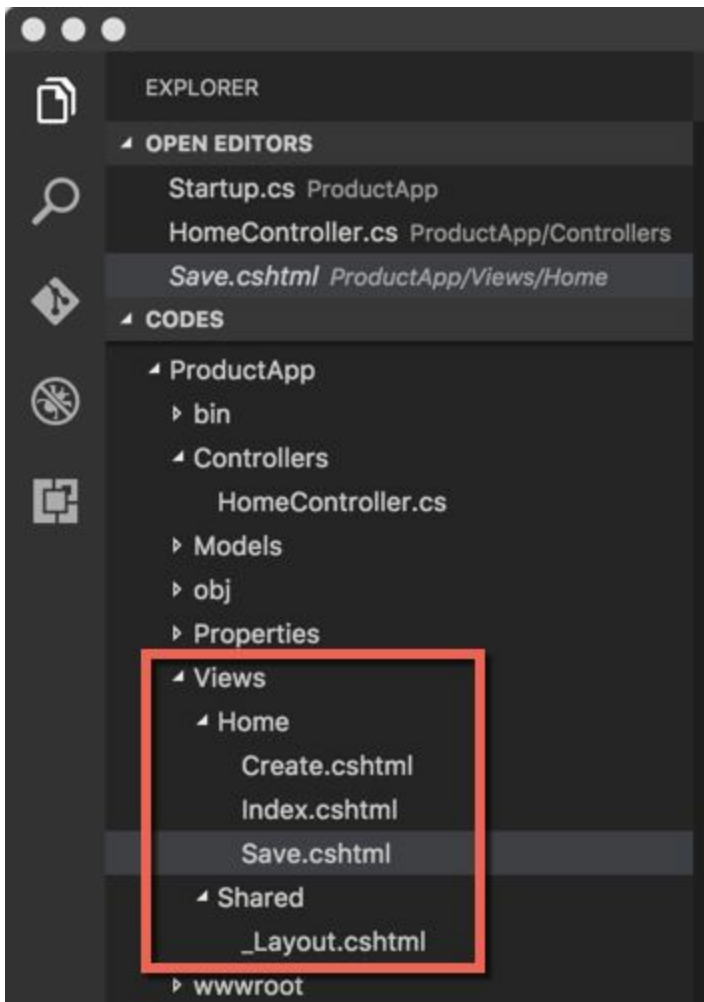 EXPLORER
OPEN EDITORS
Startup.cs ProductApp
HomeController.cs ProductApp/Controllers
Save.cshtml ProductApp/Views/Home
CODES
ProductApp
bin
Controllers
HomeController.cs
Models
obj
Properties
Views
Home
Create.cshtml
Index.cshtml
Save.cshtml
Shared
_Layout.cshtml
wwwroot